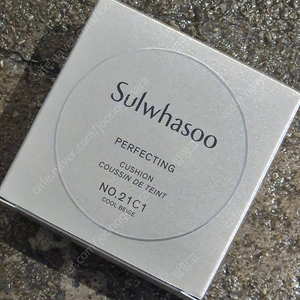 Sulwhasoo
PERFECTING
CUSHION
COUSSIN DE TEINT
NO.21C1
COOL BEIGE